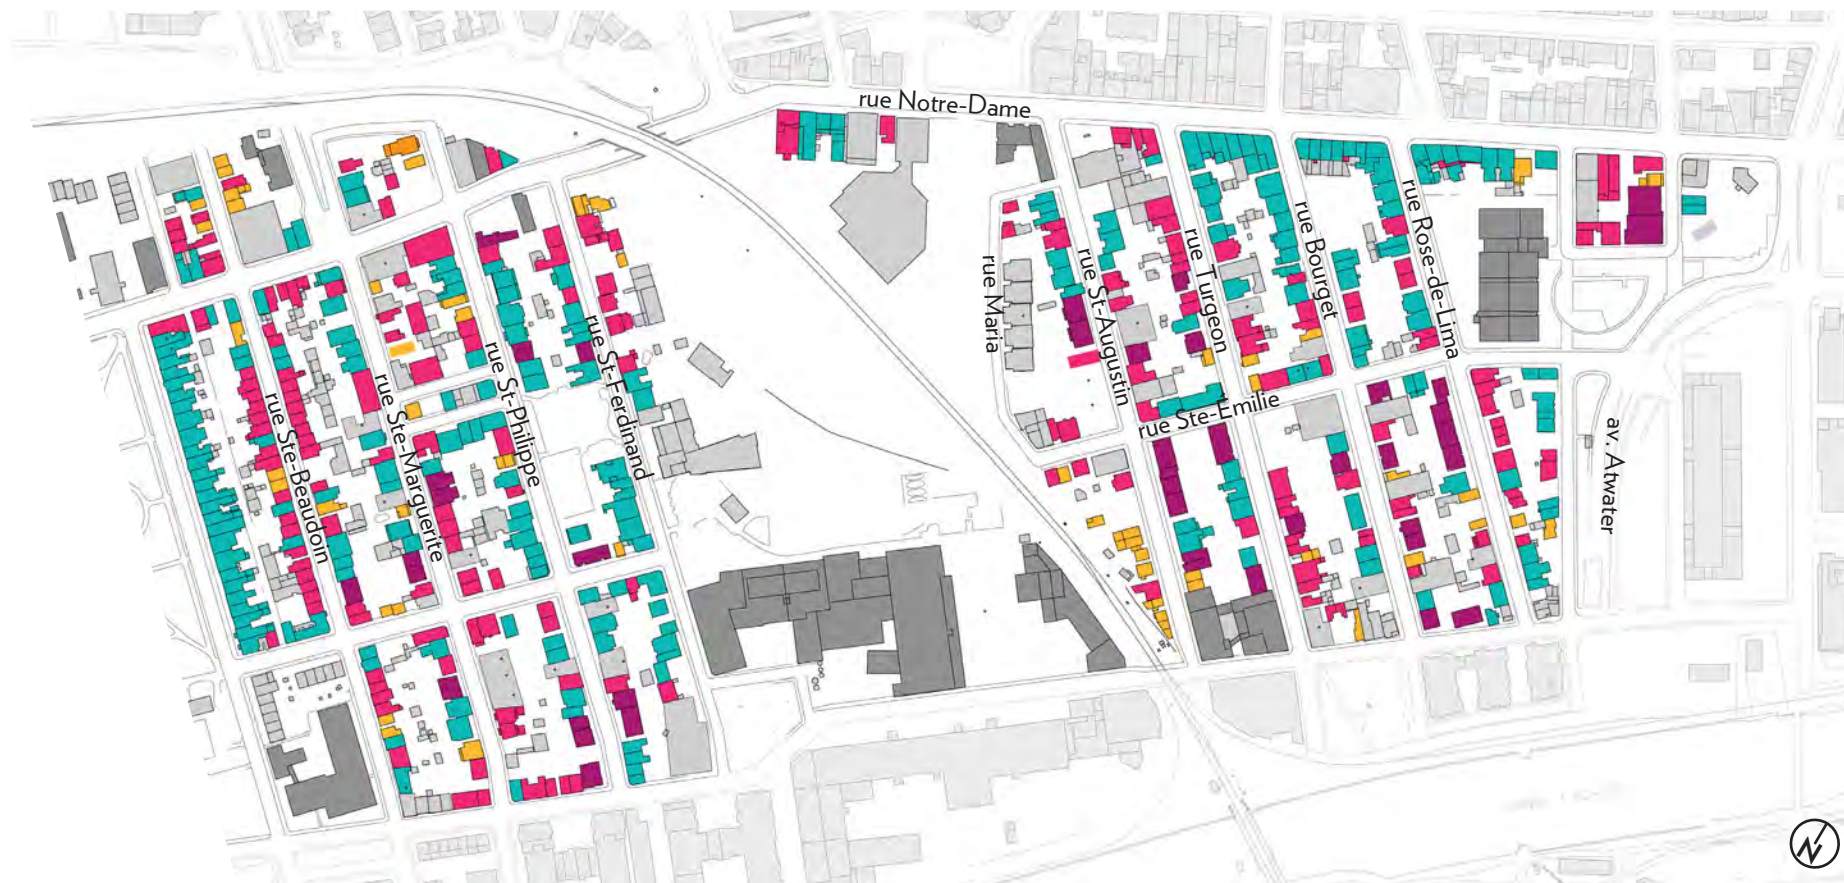 rue Notre-Dame
rue Maria
rue St-Augustin
rue Turgeon
rue Bourget
rue Rose-de-Lima
rue Ste-Emilie
av. Atwater
rue Ste-Beaudoin
rue Ste-Marguerite
rue St-Philippe
rue St-Ferdinand
N